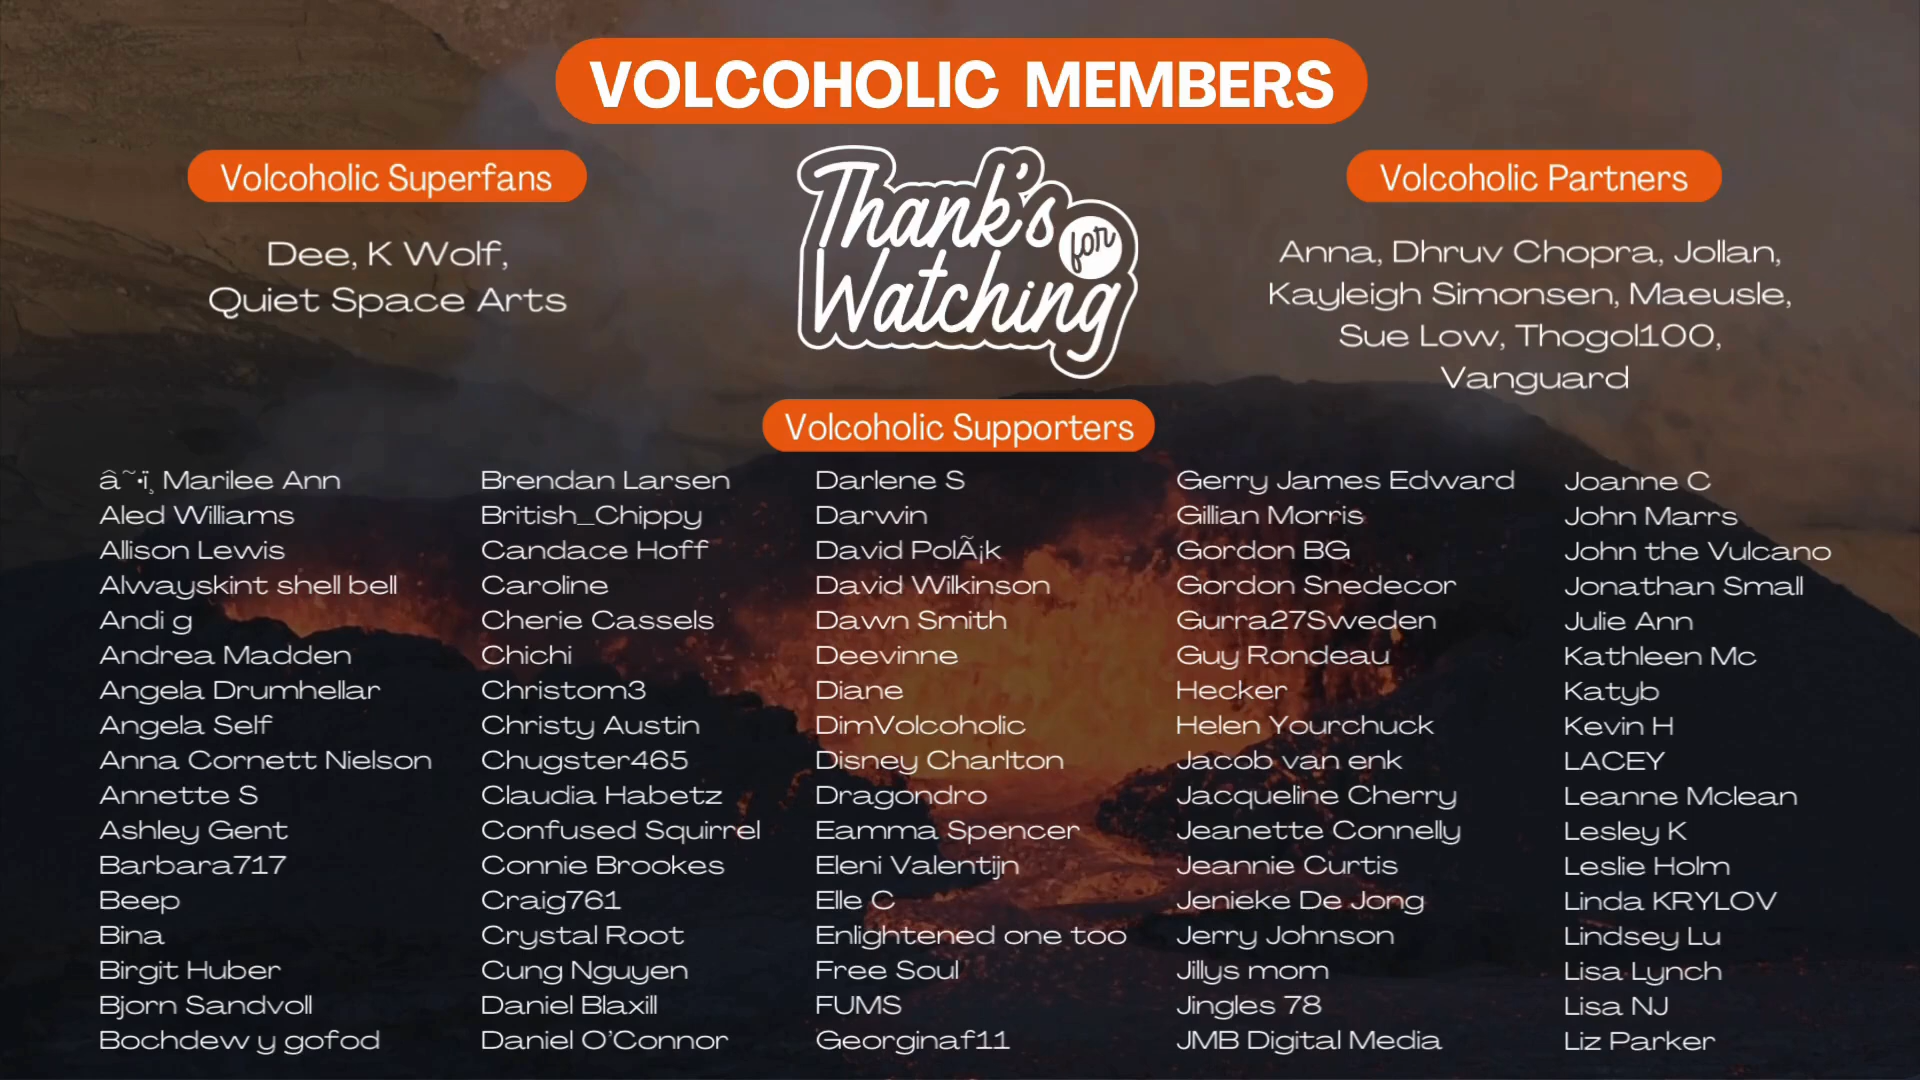 VOLCOHOLIC MEMBERS
Volcoholic Superfans
Dee, K Wolf,
Quiet Space Arts
Thank's
for
Watching
Volcoholic Partners
Anna, Dhruv Chopra, Jollan,
Kayleigh Simonsen, Maeusle,
Sue Low, Thogol100,
Vanguard
Volcoholic Supporters
â˜•ï¸ Marilee Ann
Aled Williams
Allison Lewis
Alwayskint shell bell
Andi g
Andrea Madden
Angela Drumhellar
Angela Self
Anna Cornett Nielson
Annette S
Ashley Gent
Barbara717
Beep
Bina
Birgit Huber
Bjorn Sandvoll
Bochdew y gofod
Brendan Larsen
British_Chippy
Candace Hoff
Caroline
Cherie Cassels
Chichi
Christom3
Christy Austin
Chugster465
Claudia Habetz
Confused Squirrel
Connie Brookes
Craig761
Crystal Root
Cung Nguyen
Daniel Blaxill
Daniel O'Connor
Darlene S
Darwin
David PolÃ¡k
David Wilkinson
Dawn Smith
Deevinne
Diane
DimVolcoholic
Disney Charlton
Dragondro
Eamma Spencer
Eleni Valentijn
Elle C
Enlightened one too
Free Soul
FUMS
Georginaf11
Gerry James Edward
Gillian Morris
Gordon BG
Gordon Snedecor
Gurra27Sweden
Guy Rondeau
Hecker
Helen Yourchuck
Jacob van enk
Jacqueline Cherry
Jeanette Connelly
Jeannie Curtis
Jenieke De Jong
Jerry Johnson
Jillys mom
Jingles 78
JMB Digital Media
Joanne C
John Marrs
John the Vulcano
Jonathan Small
Julie Ann
Kathleen Mc
Katyb
Kevin H
LACEY
Leanne Mclean
Lesley K
Leslie Holm
Linda KRYLOV
Lindsey Lu
Lisa Lynch
Lisa NJ
Liz Parker